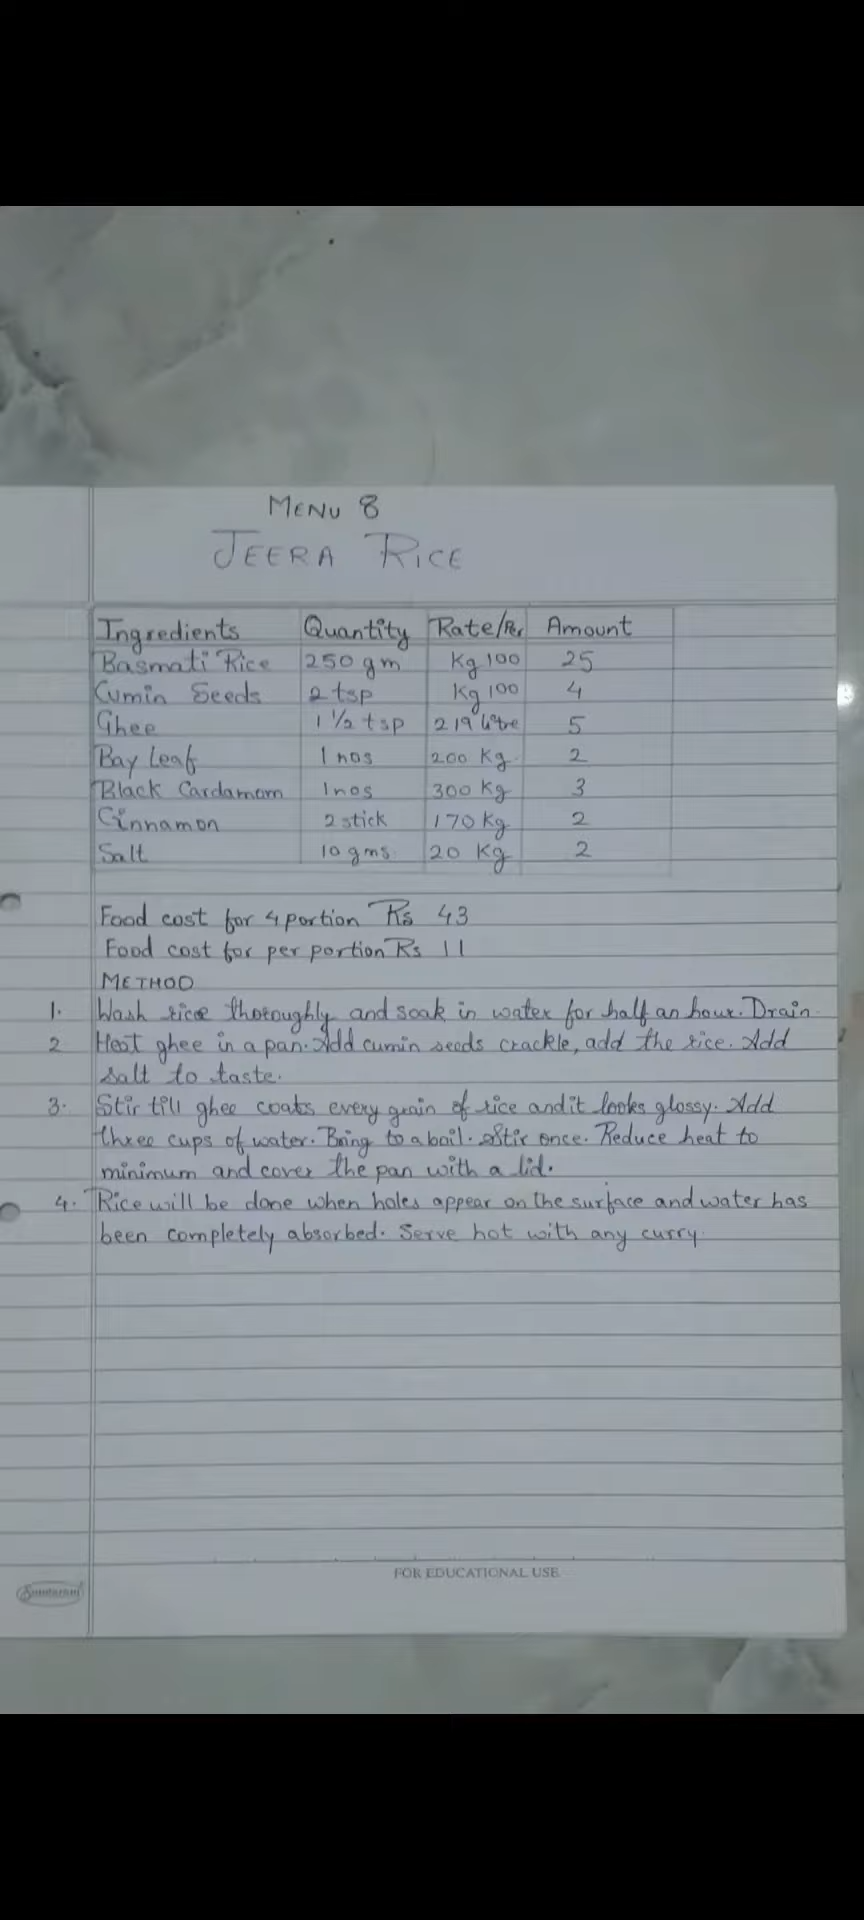 MENU 8
JEERA RICE
Ingredients Quantity Rate/Per Amount
Basmati Rice 250 gm Kg 100 25
Cumin Seeds 2 tsp Kg 100 4
Ghee 1 1/2 tsp 219 litre 5
Bay Leaf 1 nos 200 Kg 2
Black Cardamom 1nos 300 Kg 3
Cinnamon 2 stick 170 Kg 2
Salt 10 gms 20 Kg 2
Food cost for 4 portion Rs 43
Food cost for per portion Rs 11
METHOD
1. Wash rice thoroughly and soak in water for half an hour. Drain.
2 Heat ghee in a pan. Add cumin seeds crackle, add the rice. Add
salt to taste.
3. Stir till ghee coats every grain of rice and it looks glossy. Add
three cups of water. Bring to a boil. Stir once. Reduce heat to
minimum and cover the pan with a lid.
4. Rice will be done when holes appear on the surface and water has
been completely absorbed. Serve hot with any curry.
FOR EDUCATIONAL USE
Sundaram